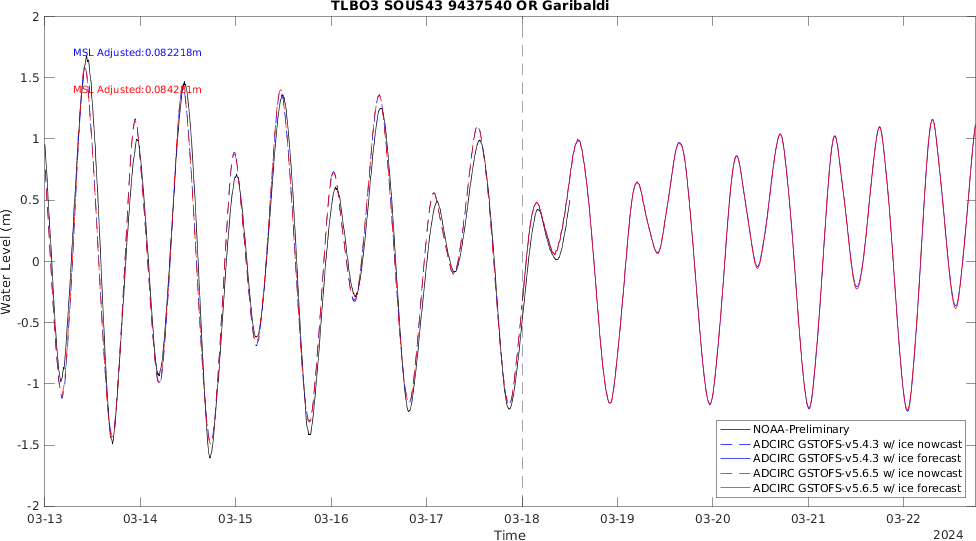 TLBO3 SOUS43 9437540 OR Garibaldi
Water Level (m)
2
1.5
1
0.5
0
-0.5
-1
-1.5
-2
MSL Adjusted:0.082218m
MSL
NOAA-Preliminary
ADCIRC GSTOFS-v5.4.3 w/ ice nowcast
ADCIRC GSTOFS-v5.4.3 w/ ice forecast
ADCIRC GSTOFS-v5.6.5 w/ ice nowcast
ADCIRC GSTOFS-v5.6.5 w/ ice forecast
03-13 03-14 03-15 03-16 03-17 03-18 03-19 03-20 03-21 03-22
Time
2024